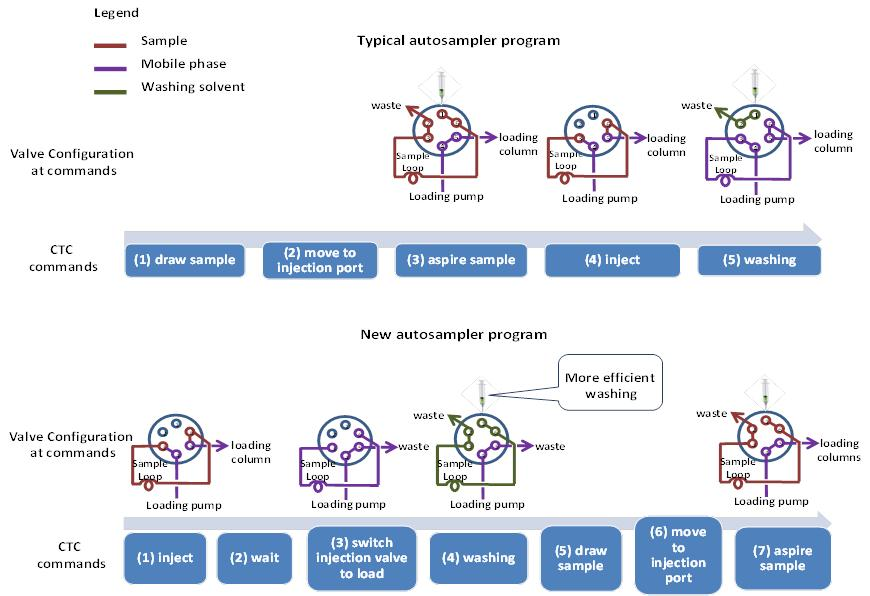 Legend
Sample
Mobile phase
Washing solvent
Typical autosampler program
waste
loading
column
Sample
Loop
Loading pump
loading
column
Sample
Loop
Loading pump
waste
loading
column
Sample
Loop
Loading pump
Valve Configuration
at commands
CTC
commands
(1) draw sample
(2) move to
injection port
(3) aspire sample
(4) inject
(5) washing
New autosampler program
More efficient
washing
Valve Configuration
at commands
loading
column
Sample
Loop
Loading pump
waste
Sample
Loop
Loading pump
waste
waste
Sample
Loop
Loading pump
waste
loading
columns
Sample
Loop
Loading pump
CTC
commands
(1) inject
(2) wait
(3) switch
injection valve
to load
(4) washing
(5) draw
sample
(6) move
to
injection
port
(7) aspire
sample